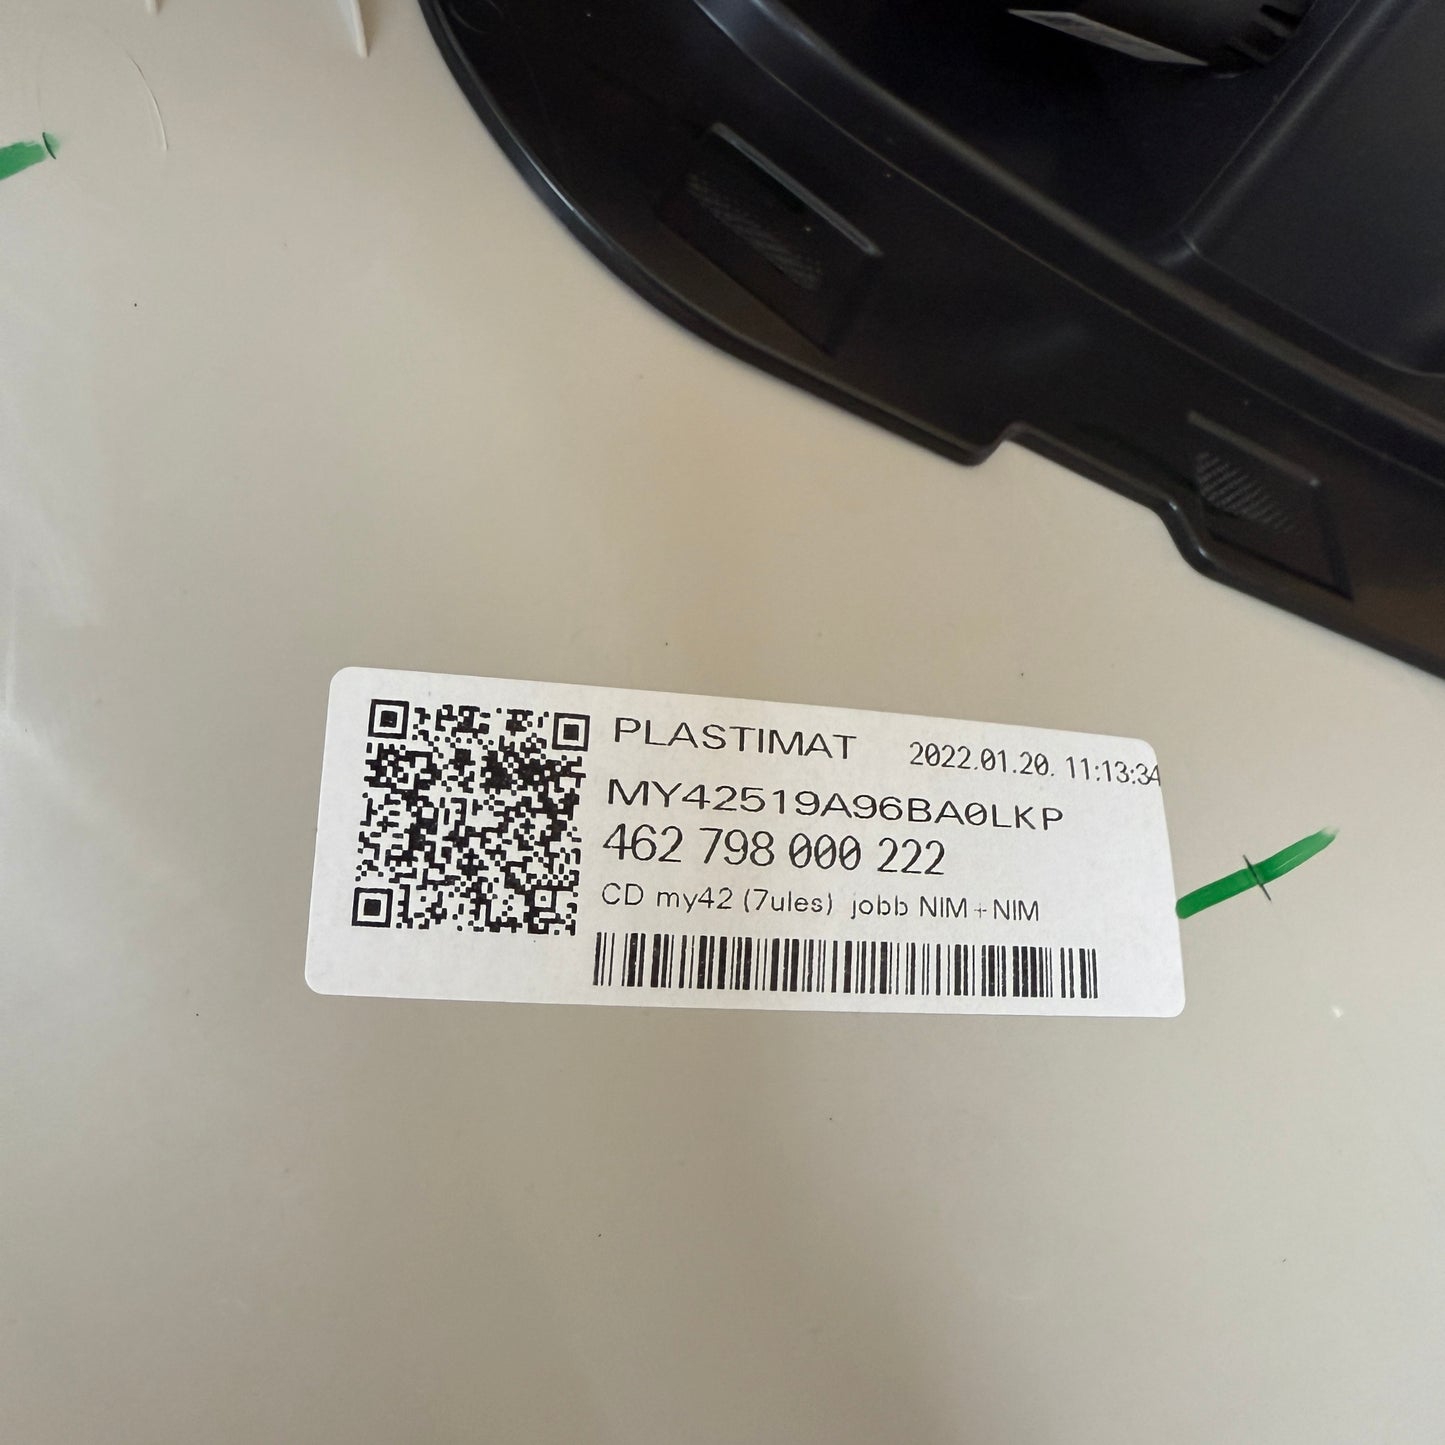 PLASTIMAT 2022.01.20. 11:13:34
MY42519A96BA0LKP
462 798 000 222
CD my42 (7ules) jobb NIM+NIM